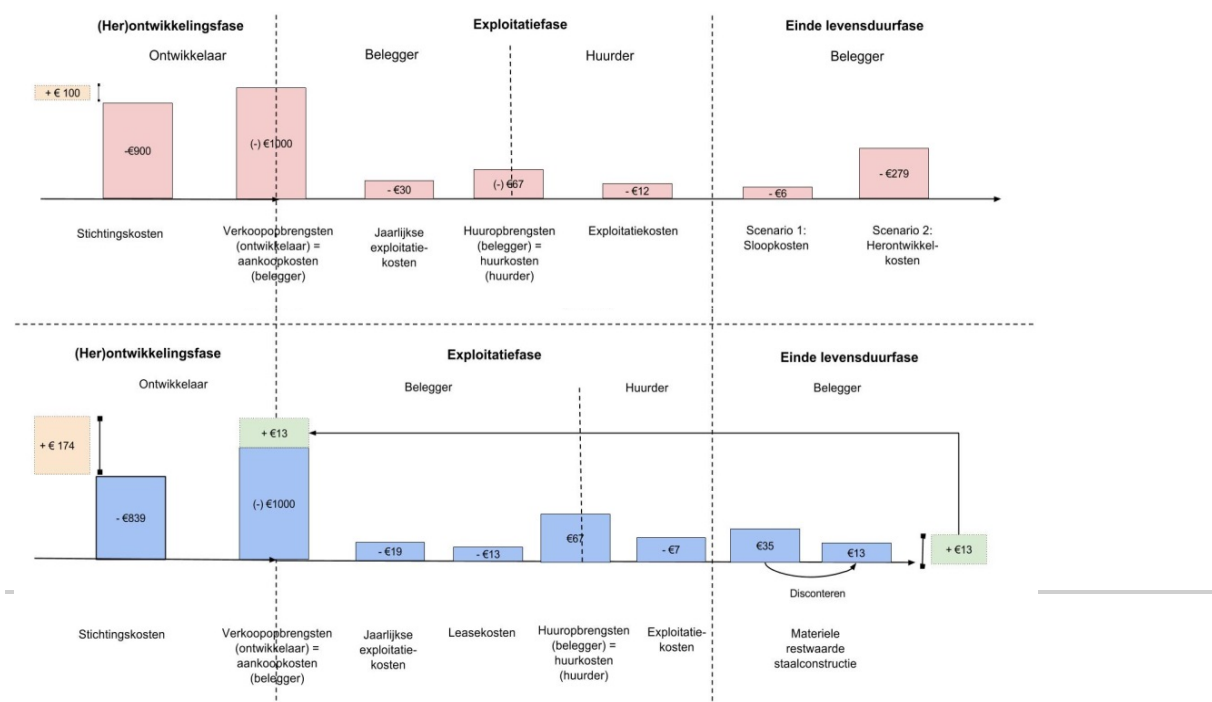 (Her)ontwikkelingsfase
Exploitatiefase
Einde levensduurfase
Ontwikkelaar
Belegger
Huurder
Belegger
+ € 100
-€900
(-) €1000
- €30
(-) €67
- €12
- €6
- €279
Stichtingskosten
Verkoopopbrengsten
(ontwikkelaar) =
aankoopkosten
(belegger)
Jaarlijkse
exploitatie-
kosten
Huuropbrengsten
(belegger) =
huurkosten
(huurder)
Exploitatiekosten
Scenario 1:
Sloopkosten
Scenario 2:
Herontwikkel-
kosten
(Her)ontwikkelingsfase
Exploitatiefase
Einde levensduurfase
Ontwikkelaar
Belegger
Huurder
Belegger
+ € 174
+ €13
- €839
(-) €1000
- €19
- €13
€67
- €7
€35
€13
+ €13
Disconteren
Stichtingskosten
Verkoopopbrengsten
(ontwikkelaar) =
aankoopkosten
(belegger)
Jaarlijkse
exploitatie-
kosten
Leasekosten
Huuropbrengsten
(belegger) =
huurkosten
(huurder)
Exploitatie-
kosten
Materiele
restwaarde
staalconstructie